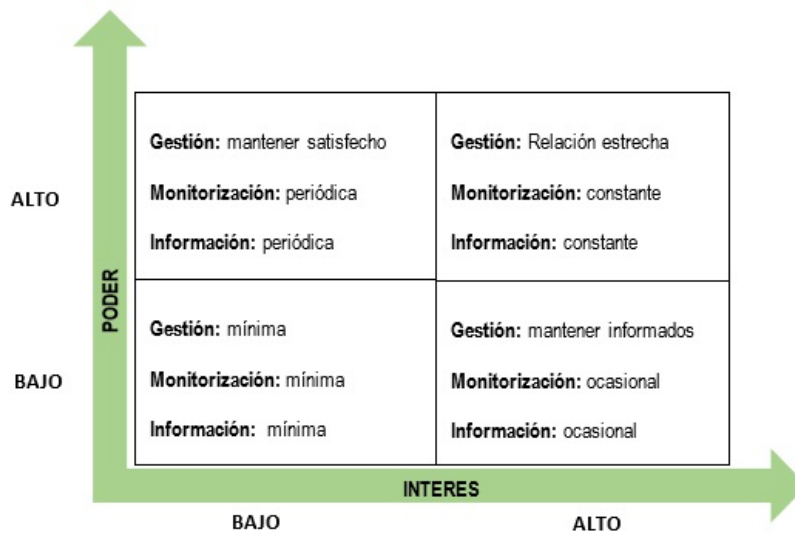 ALTO
BAJO
PODER
Gestión: mantener satisfecho
Monitorización: periódica
Información: periódica
Gestión: Relación estrecha
Monitorización: constante
Información: constante
Gestión: mínima
Monitorización: mínima
Información: mínima
Gestión: mantener informados
Monitorización: ocasional
Información: ocasional
INTERES
BAJO
ALTO